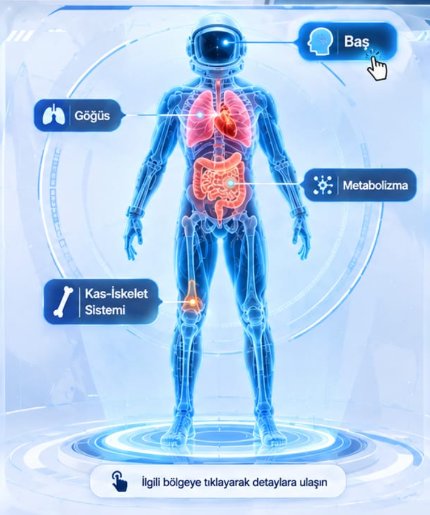 Baş
Göğüs
Metabolizma
Kas-İskelet
Sistemi
İlgili bölgeye tıklayarak detaylara ulaşın